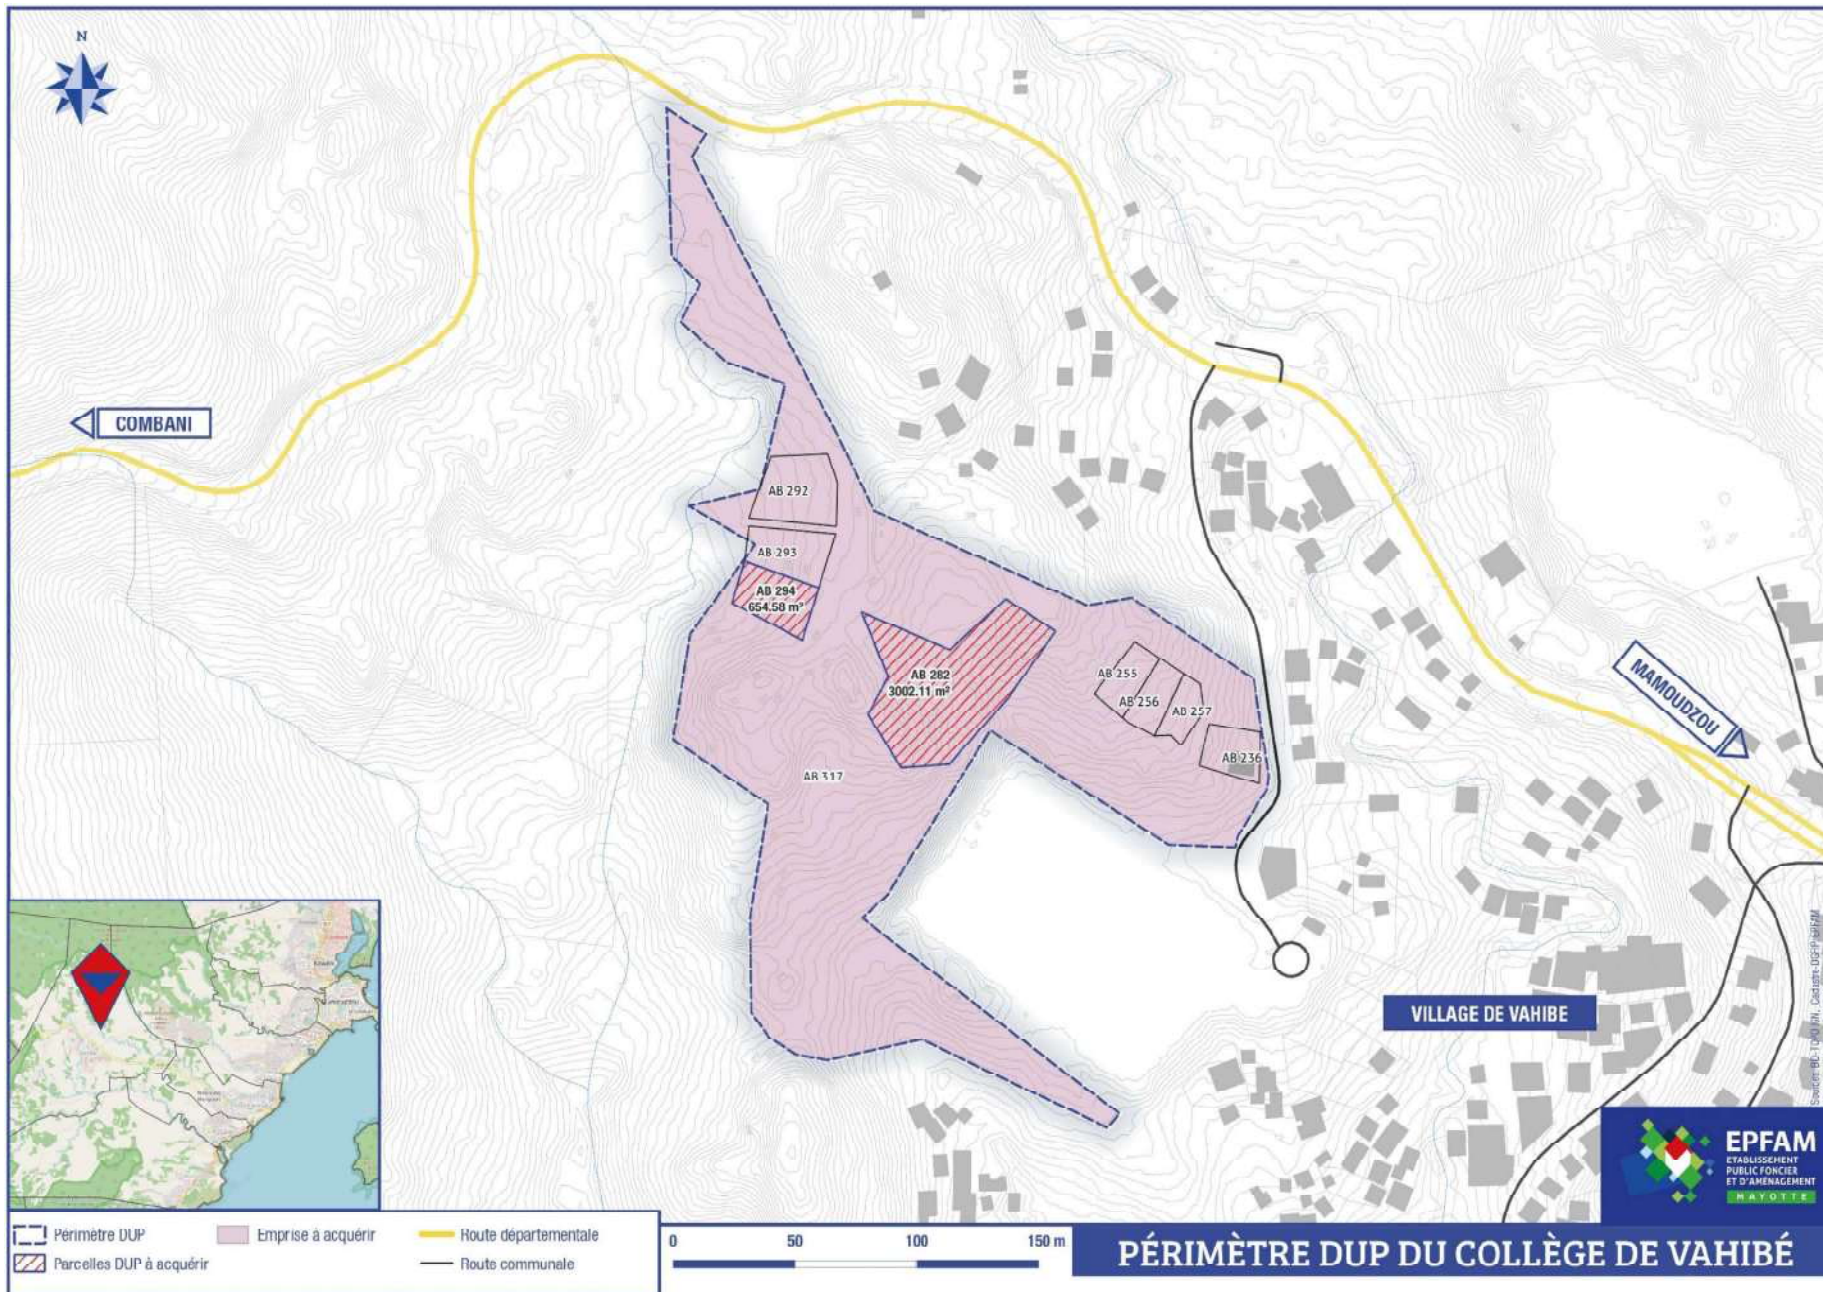 N
COMBANI
AB 292
AB 293
AB 294
654.58 m²
AB 282
3002.11 m²
AB 255
AB 256
AB 257
AB 236
AB 317
MAMOUDZOU
VILLAGE DE VAHIBE
EPFAM
ETABLISSEMENT
PUBLIC FONCIER
ET D'AMÉNAGEMENT
MAYOTTE
Périmètre DUP
Emprise à acquérir
Route départementale
Parcelles DUP à acquérir
Route communale
0 50 100 150 m
PÉRIMÈTRE DUP DU COLLÈGE DE VAHIBÉ